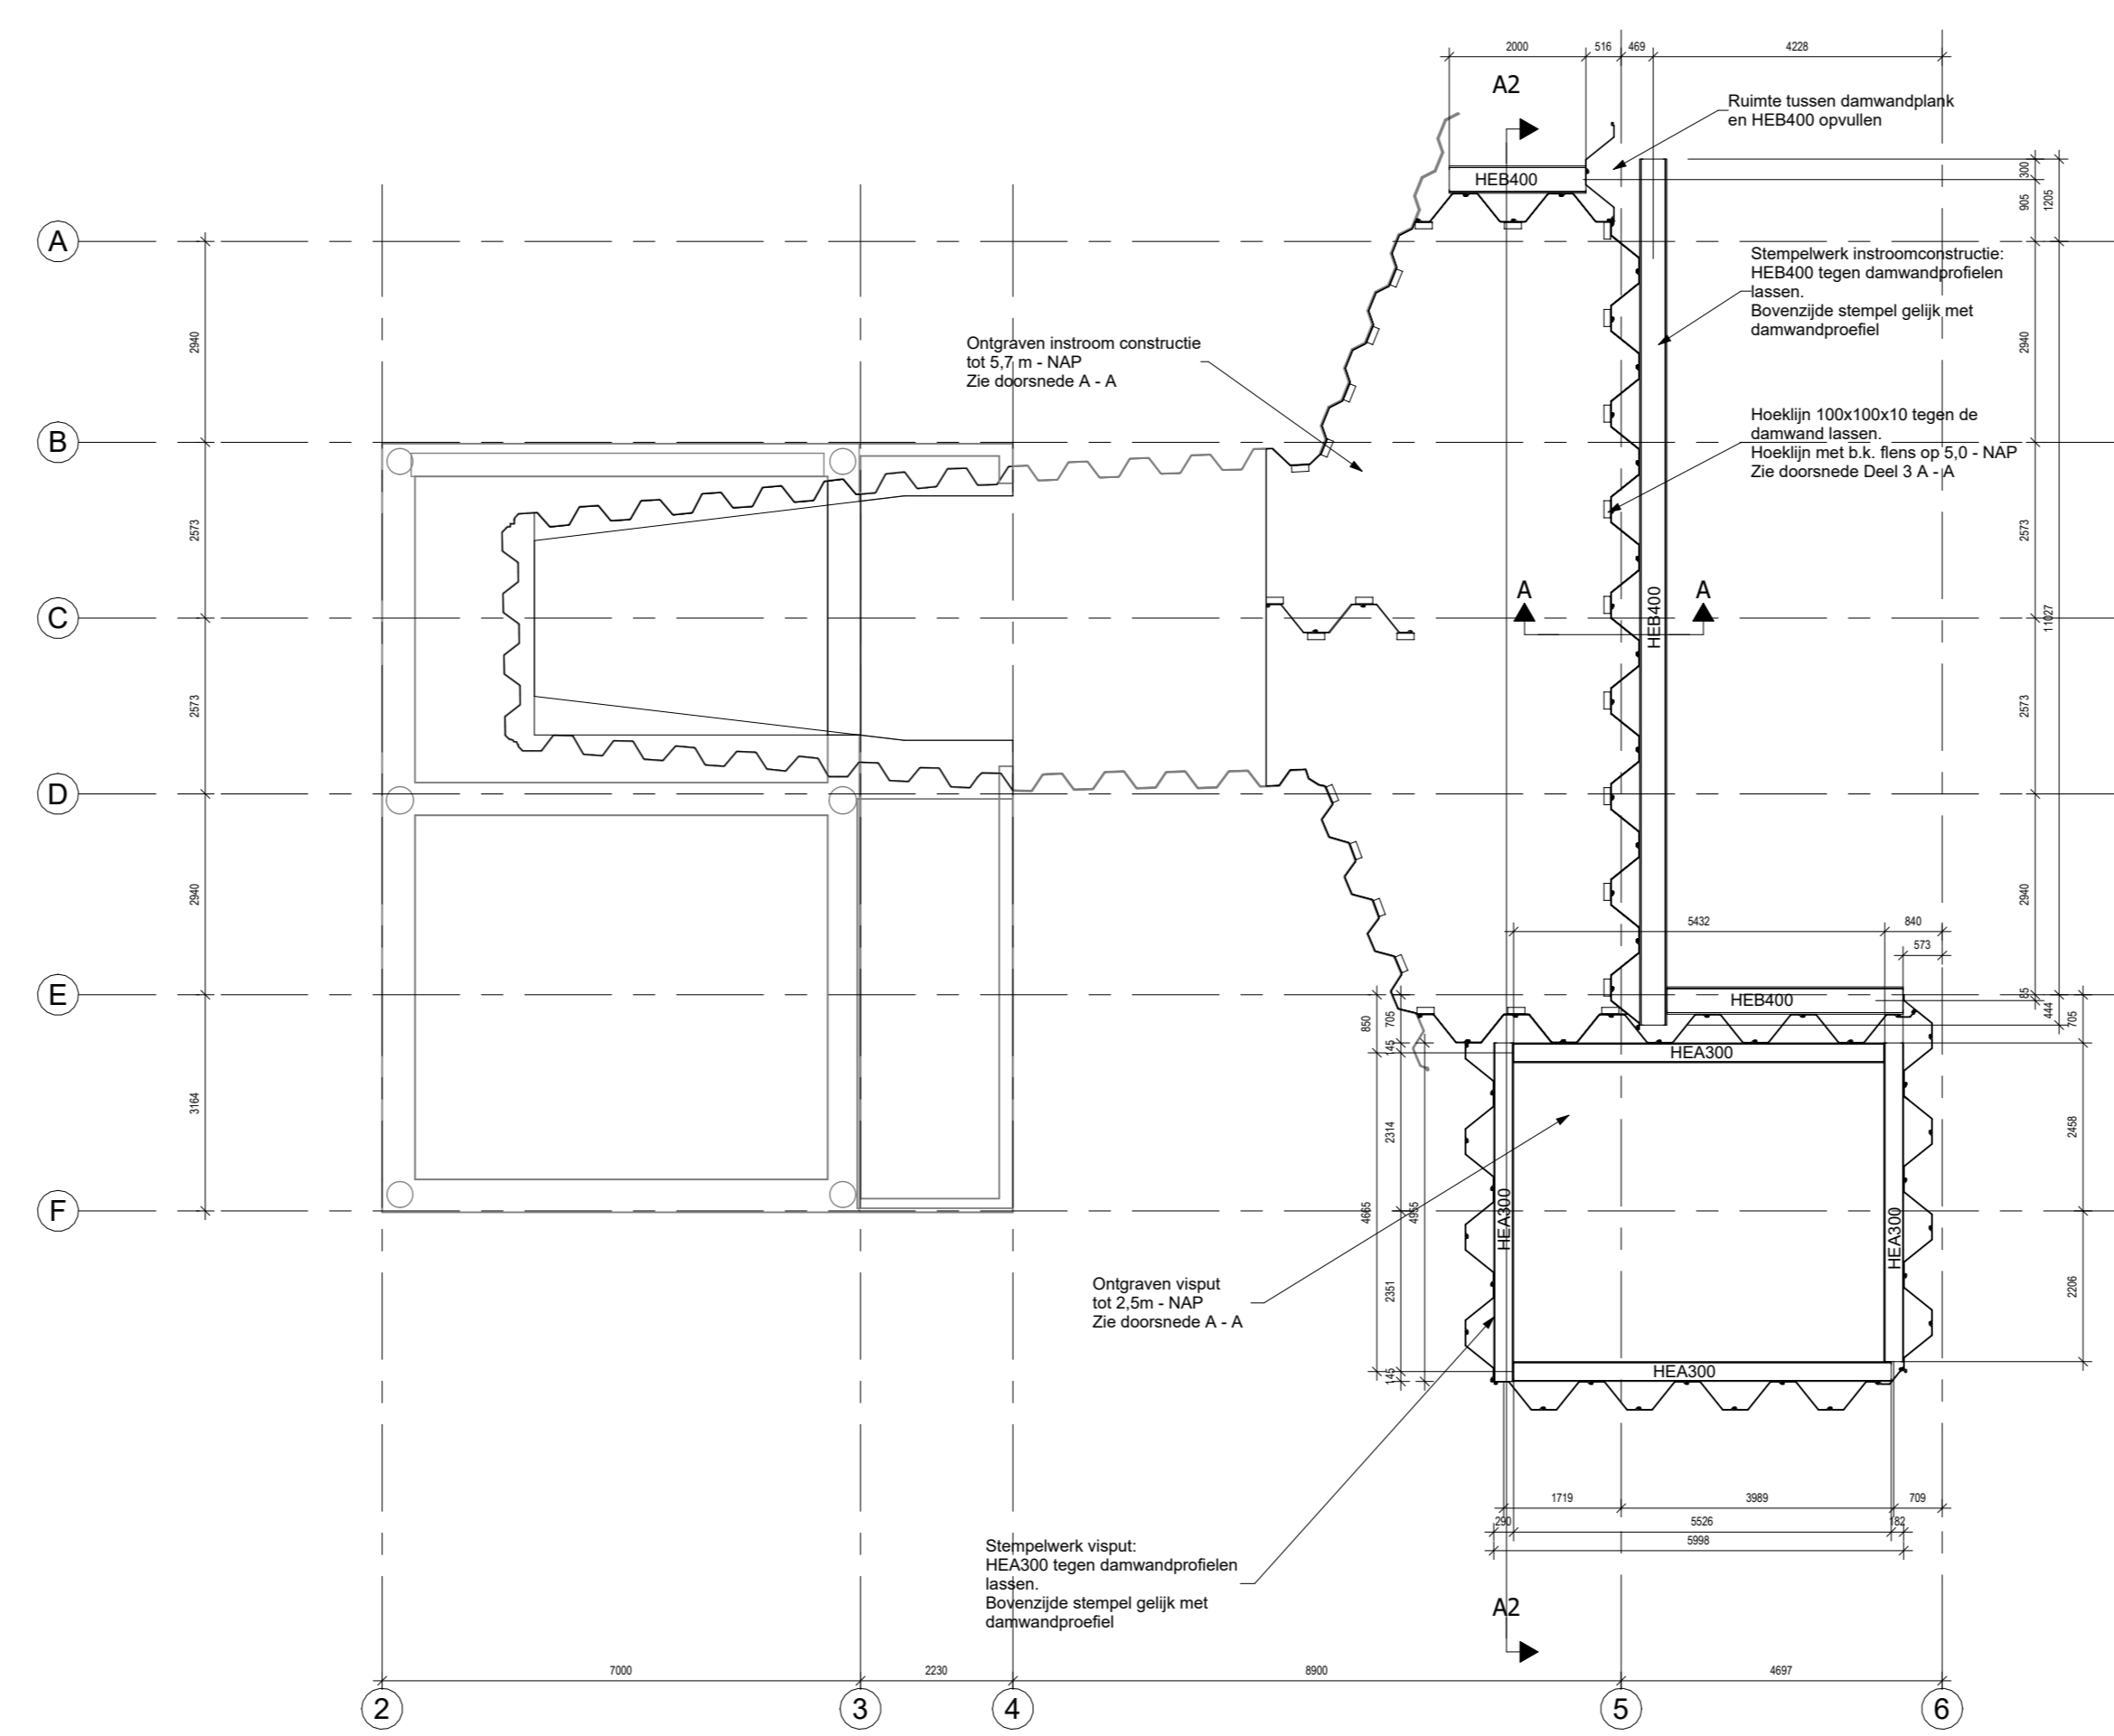 2000
516
469
4228
A2
Ruimte tussen damwandplank
en HEB400 opvullen
HEB400
300
905
1205
A
Stempelwerk instroomconstructie:
HEB400 tegen damwandprofielen
lassen.
Bovenzijde stempel gelijk met
damwandproefiel
2940
2940
Ontgraven instroom constructie
tot 5,7 m - NAP
Zie doorsnede A - A
Hoeklijn 100x100x10 tegen de
damwand lassen.
Hoeklijn met b.k. flens op 5,0 - NAP
Zie doorsnede Deel 3 A - A
B
2573
2573
A
A
C
HEB400
11027
2573
2573
D
2940
2940
5432
840
573
E
HEB400
85
444
705
850
705
145
HEA300
3164
2314
2458
F
4665
4955
HEA300
HEA300
2351
2206
Ontgraven visput
tot 2,5m - NAP
Zie doorsnede A - A
145
HEA300
1719
3989
709
290
5526
182
5998
Stempelwerk visput:
HEA300 tegen damwandprofielen
lassen.
Bovenzijde stempel gelijk met
damwandproefiel
A2
7000
2230
8900
4697
2
3
4
5
6